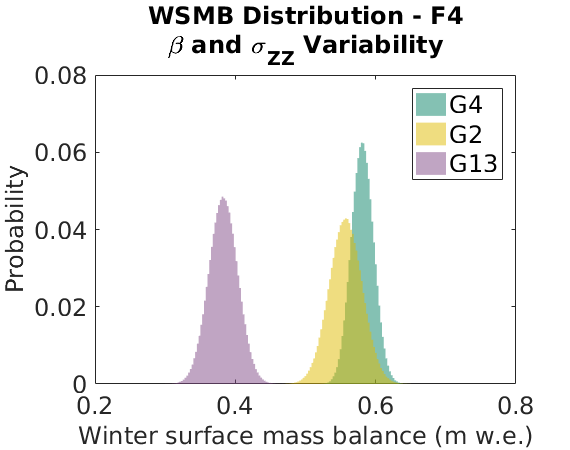 WSMB Distribution - F4
β and σZZ Variability
0.08
0.06
0.04
0.02
0
Probability
G4
G2
G13
0.2 0.4 0.6 0.8
Winter surface mass balance (m w.e.)